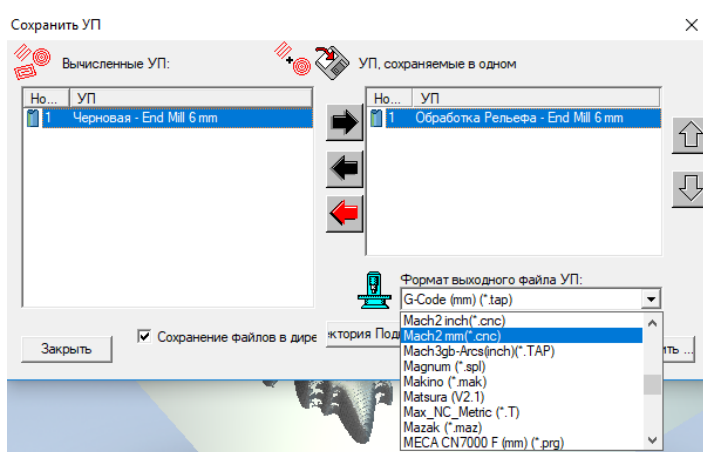 Сохранить УП
Вычисленные УП:
УП, сохраняемые в одном
Но... УП
1 Черновая - End Mill 6 mm
Но... УП
1 Обработка Рельефа - End Mill 6 mm
Формат выходного файла УП:
G-Code (mm) (*.tap)
Mach2 inch(*.cnc)
Mach2 mm(*.cnc)
Mach3gb-Arcs(inch)(*.TAP)
Magnum (*.spl)
Makino (*.mak)
Matsura (V2.1)
Max_NC_Metric (*.T)
Mazak (*.maz)
MECA CN7000 F (mm) (*.prg)
Сохранение файлов в дире
ектория Под
ить ...
Закрыть